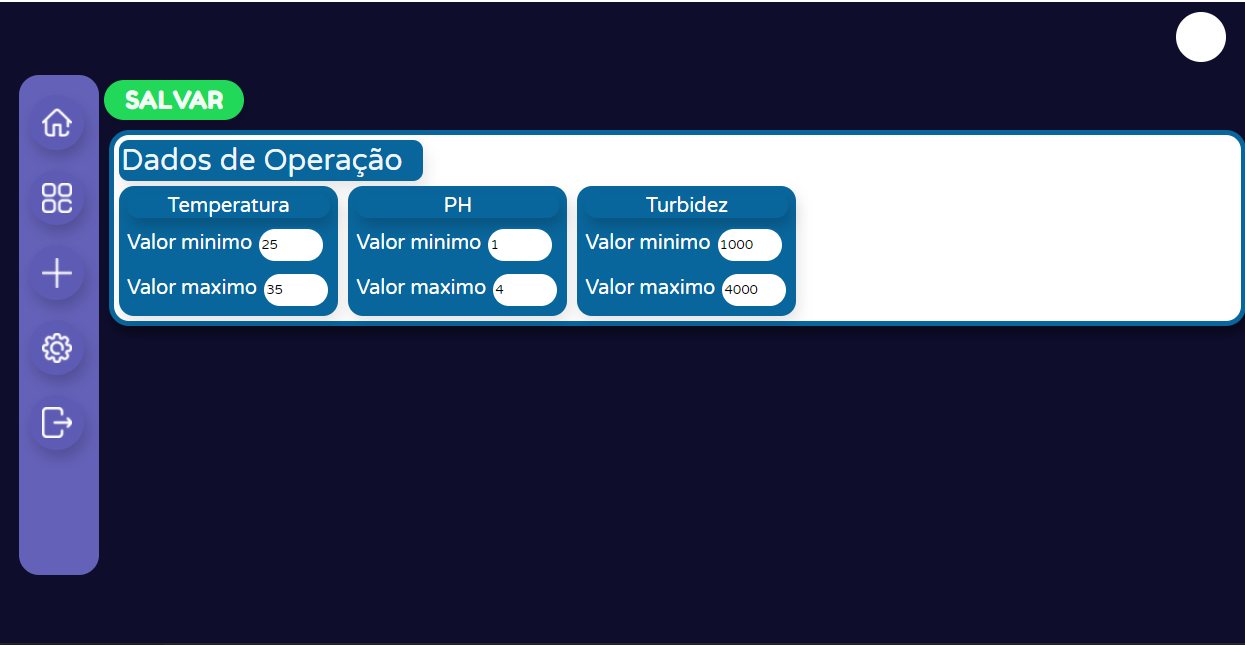 SALVAR
Dados de Operação
Temperatura
Valor minimo 25
Valor maximo 35
PH
Valor minimo 1
Valor maximo 4
Turbidez
Valor minimo 1000
Valor maximo 4000